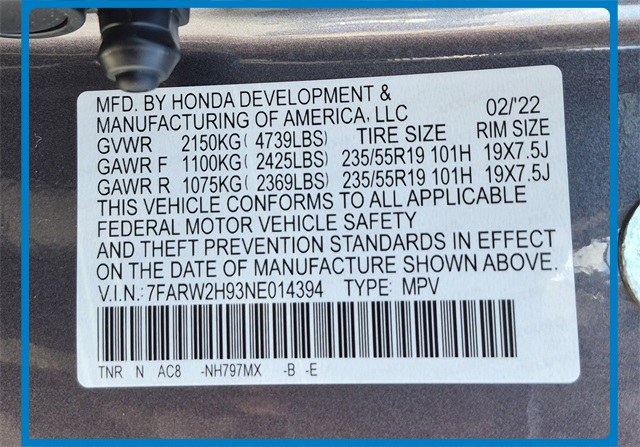 MFD. BY HONDA DEVELOPMENT &
MANUFACTURING OF AMERICA, LLC 02/'22
GVWR 2150KG( 4739LBS) TIRE SIZE RIM SIZE
GAWR F 1100KG( 2425LBS) 235/55R19 101H 19X7.5J
GAWR R 1075KG( 2369LBS) 235/55R19 101H 19X7.5J
THIS VEHICLE CONFORMS TO ALL APPLICABLE
FEDERAL MOTOR VEHICLE SAFETY
AND THEFT PREVENTION STANDARDS IN EFFECT
ON THE DATE OF MANUFACTURE SHOWN ABOVE.
V.I.N.:7FARW2H93NE014394 TYPE: MPV
TNR N AC8 -NH797MX -B -E